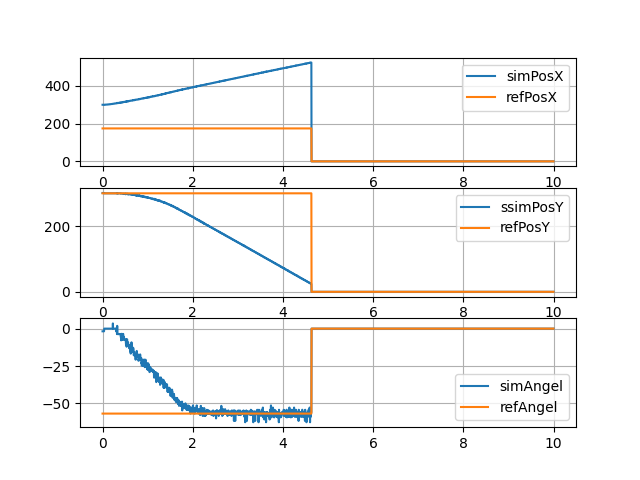 400
200
0
0 2 4 6 8 10
simPosX
refPosX
200
0
0 2 4 6 8 10
ssimPosY
refPosY
0
−25
−50
0 2 4 6 8 10
simAngel
refAngel